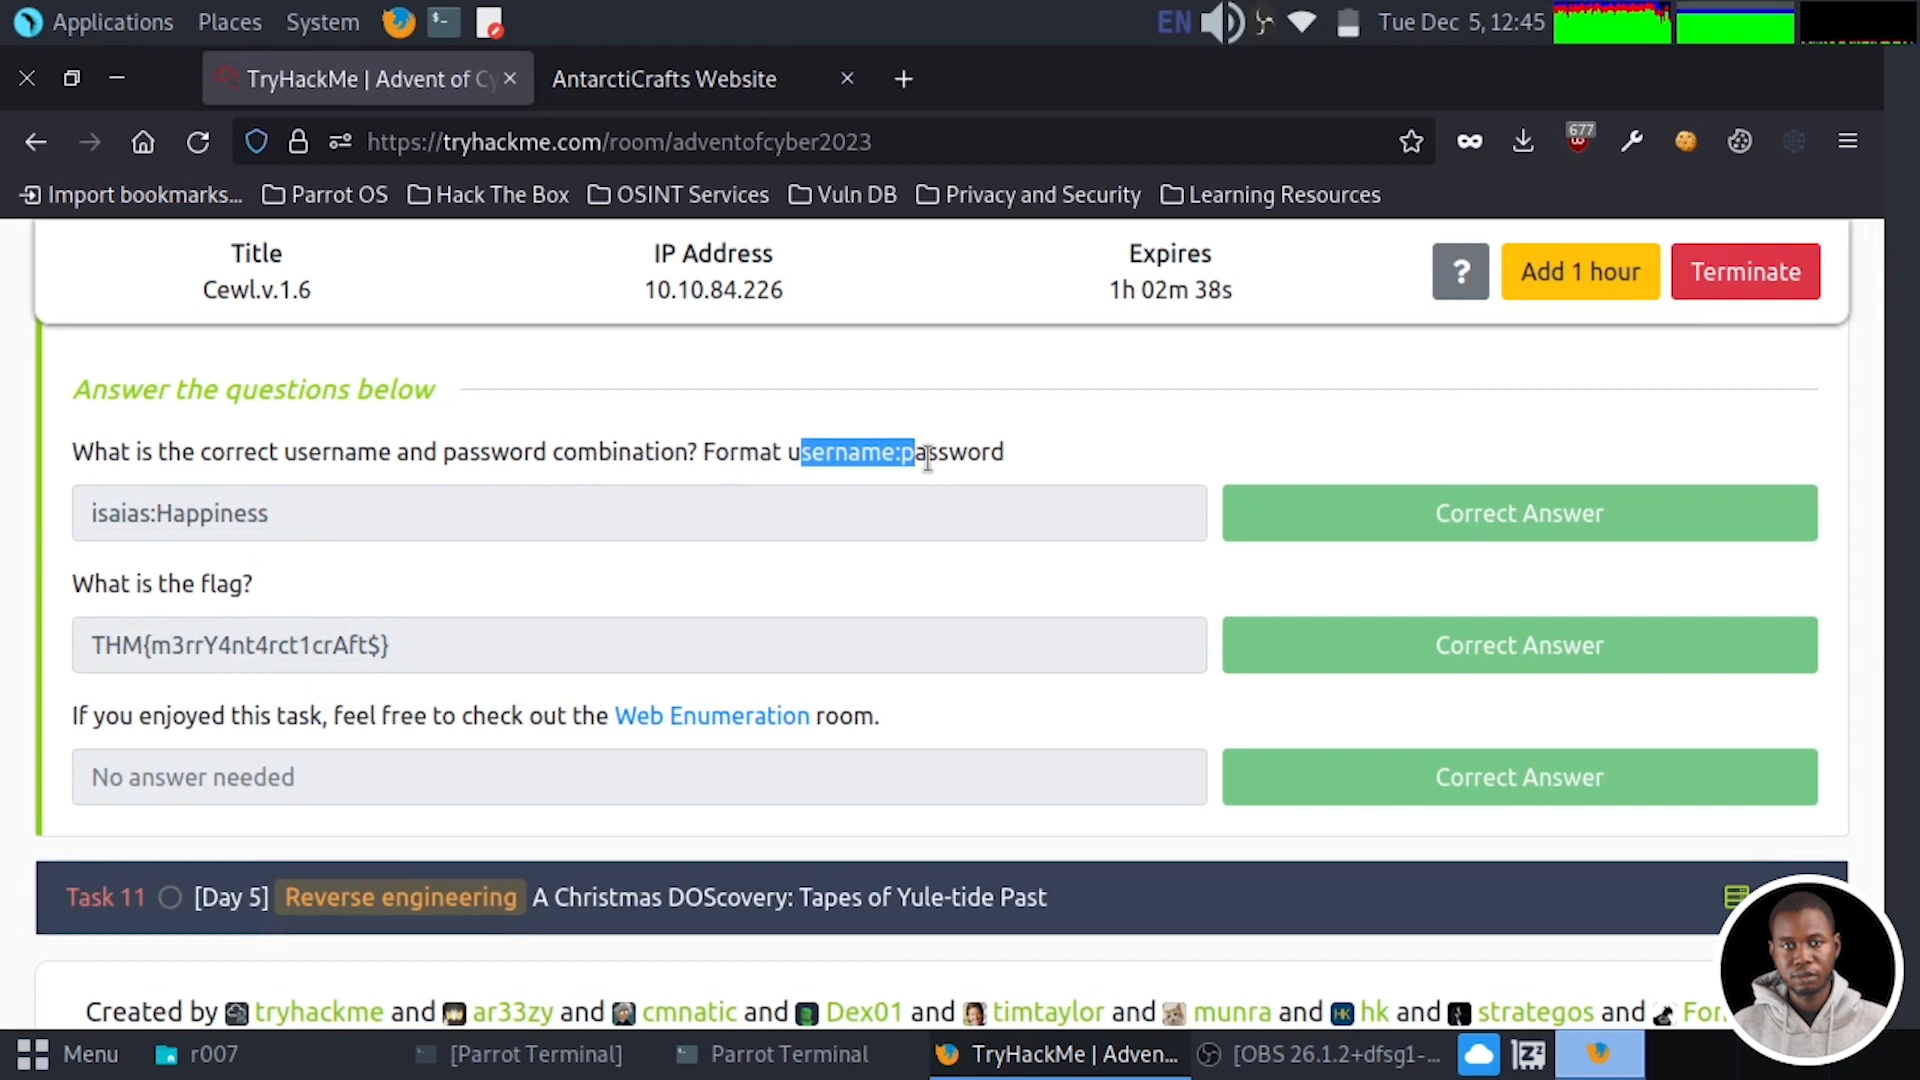 Applications Places System EN Tue Dec 5, 12:45
TryHackMe | Advent of Cy AntarctiCrafts Website
https://tryhackme.com/room/adventofcyber2023 677
Import bookmarks... Parrot OS Hack The Box OSINT Services Vuln DB Privacy and Security Learning Resources
Title IP Address Expires
Cewl.v.1.6 10.10.84.226 1h 02m 38s ? Add 1 hour Terminate
Answer the questions below
What is the correct username and password combination? Format username:password
isaias:Happiness Correct Answer
What is the flag?
THM{m3rrY4nt4rct1crAft$} Correct Answer
If you enjoyed this task, feel free to check out the Web Enumeration room.
No answer needed Correct Answer
Task 11 [Day 5] Reverse engineering A Christmas DOScovery: Tapes of Yule-tide Past
Created by tryhackme and ar33zy and cmnatic and Dex01 and timtaylor and munra and hk and strategos and For
Menu r007 [Parrot Terminal] Parrot Terminal TryHackMe | Adven... [OBS 26.1.2+dfsg1-...